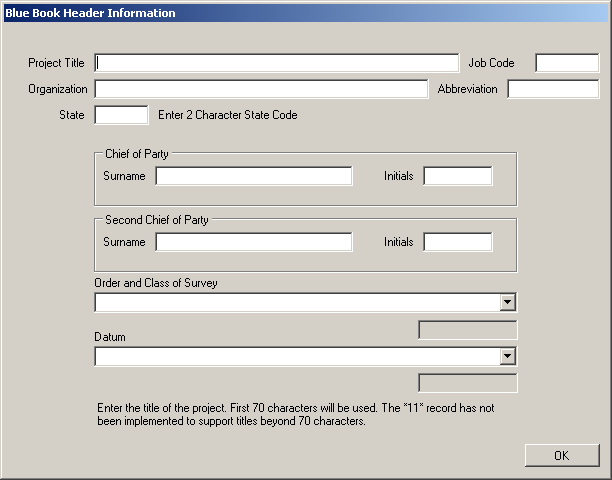 Blue Book Header Information
Project Title Job Code
Organization Abbreviation
State Enter 2 Character State Code
Chief of Party
Surname Initials
Second Chief of Party
Surname Initials
Order and Class of Survey
Datum
Enter the title of the project. First 70 characters will be used. The *11* record has not
been implemented to support titles beyond 70 characters.
OK